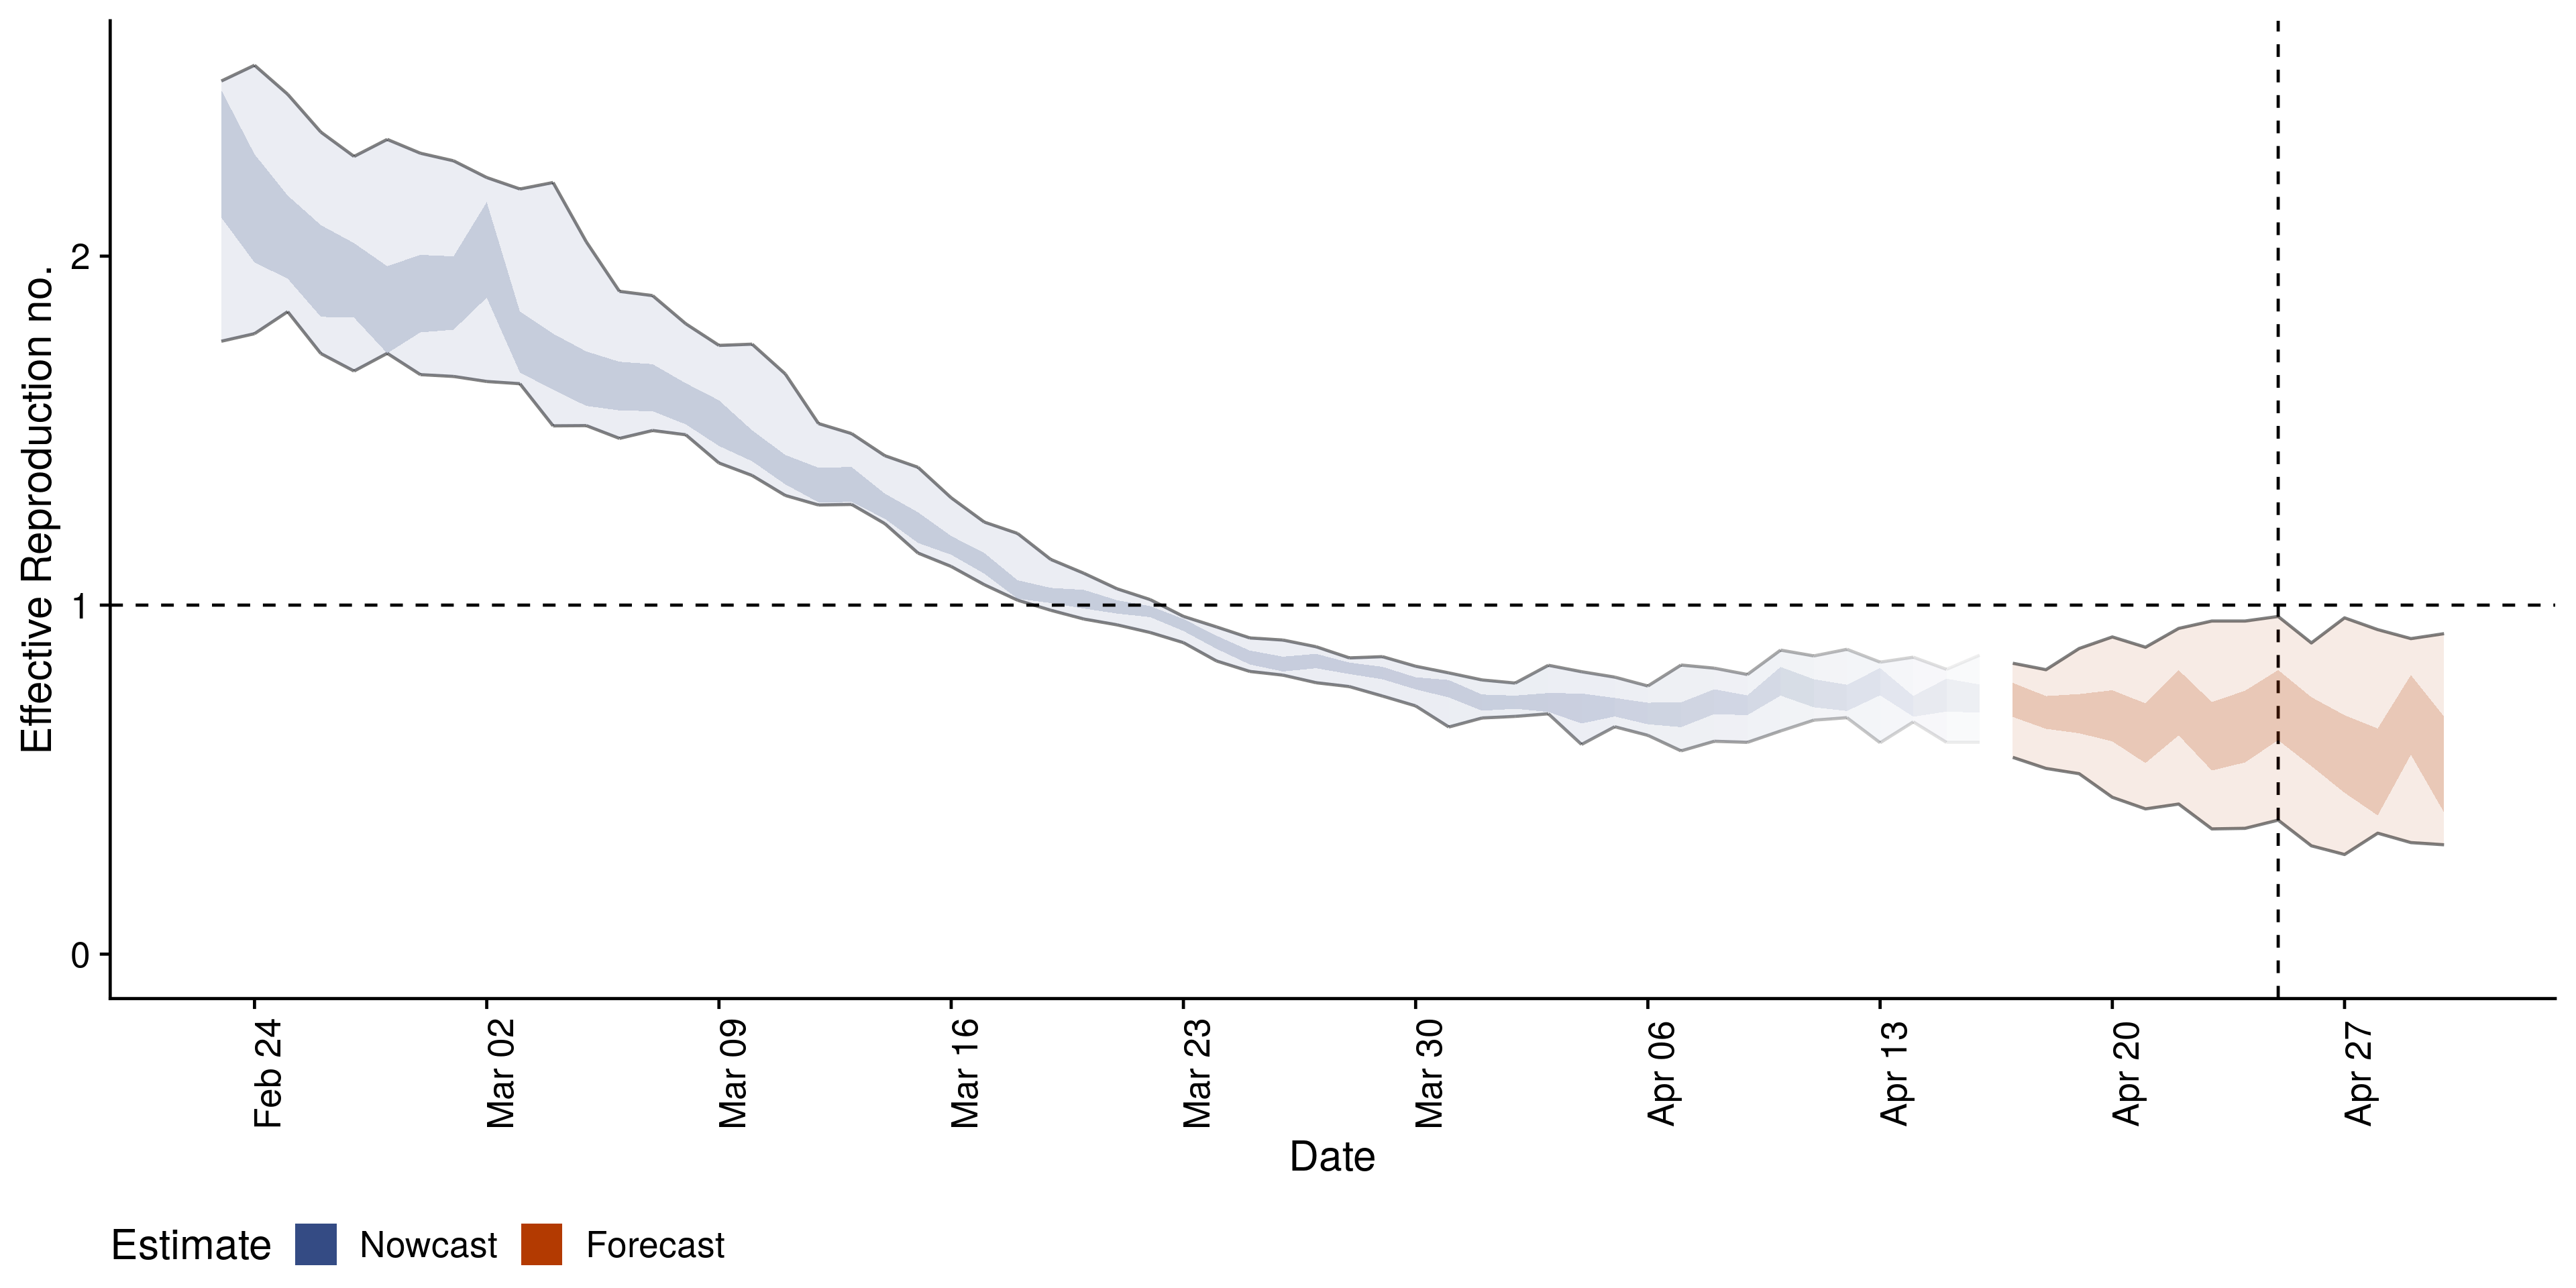 Effective Reproduction no.
2
1
0
Feb 24
Mar 02
Mar 09
Mar 16
Mar 23
Mar 30
Apr 06
Apr 13
Apr 20
Apr 27
Date
Estimate Nowcast Forecast